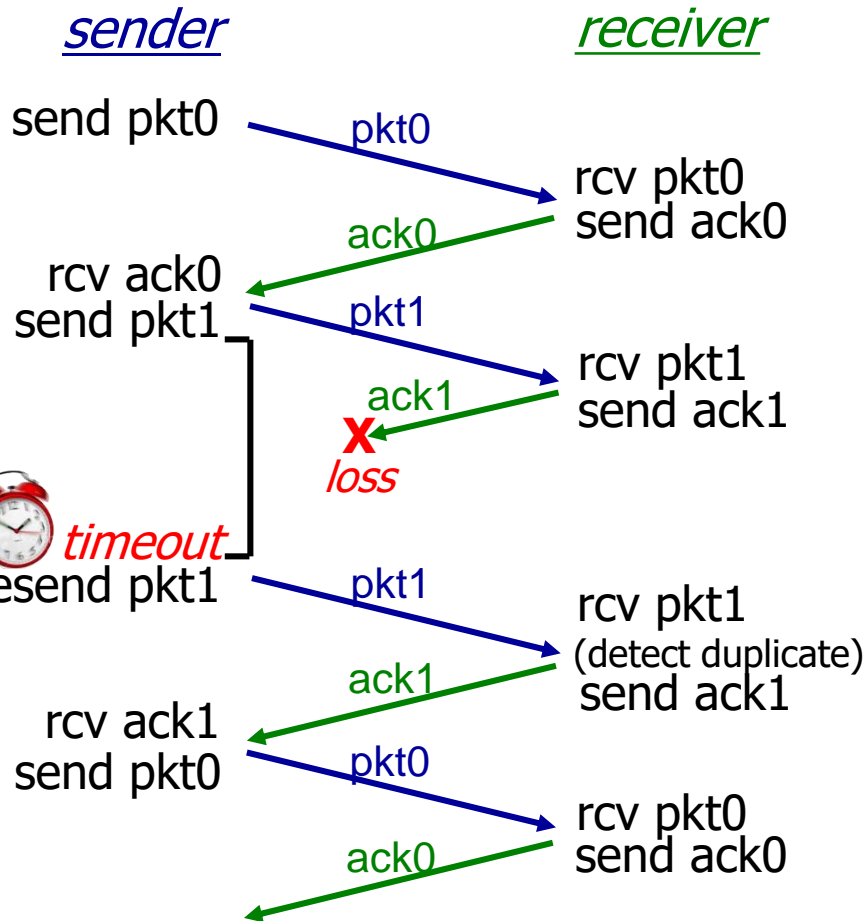 sender
receiver
send pkt0
pkt0
rcv pkt0
send ack0
ack0
rcv ack0
send pkt1
pkt1
rcv pkt1
send ack1
ack1
X
loss
timeout
esend pkt1
pkt1
rcv pkt1
(detect duplicate)
send ack1
ack1
rcv ack1
send pkt0
pkt0
rcv pkt0
send ack0
ack0